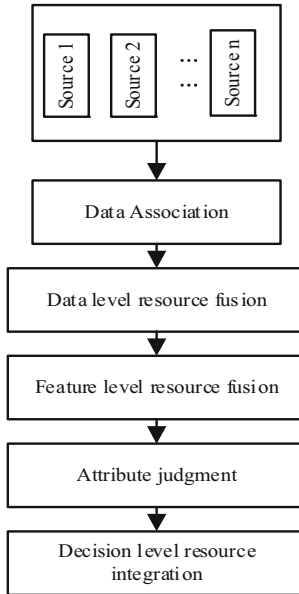 Source 1
Source 2
...
...
Source n
Data Association
Data level resource fusion
Feature level resource fusion
Attribute judgment
Decision level resource
integration